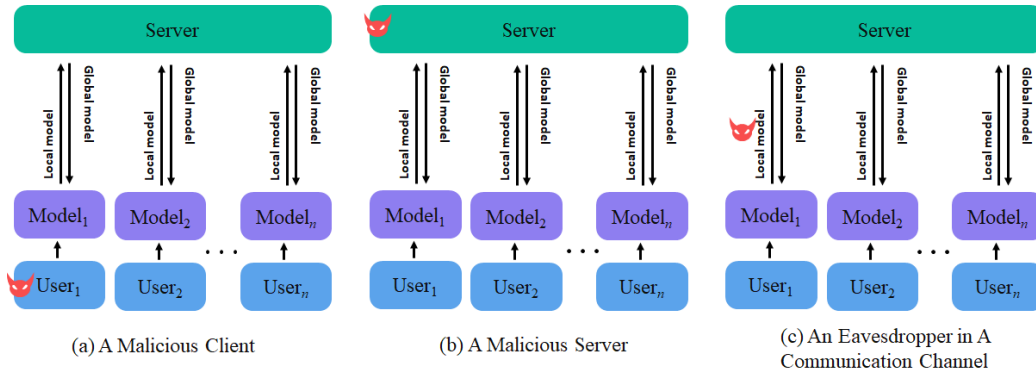 Server
Local model
Global model
Local model
Global model
Local model
Global model
Model1
Model2
Modeln
. . .
User1
User2
Usern
(a) A Malicious Client
Server
Local model
Global model
Local model
Global model
Local model
Global model
Model1
Model2
Modeln
. . .
User1
User2
Usern
(b) A Malicious Server
Server
Local model
Global model
Local model
Global model
Local model
Global model
Model1
Model2
Modeln
. . .
User1
User2
Usern
(c) An Eavesdropper in A
Communication Channel